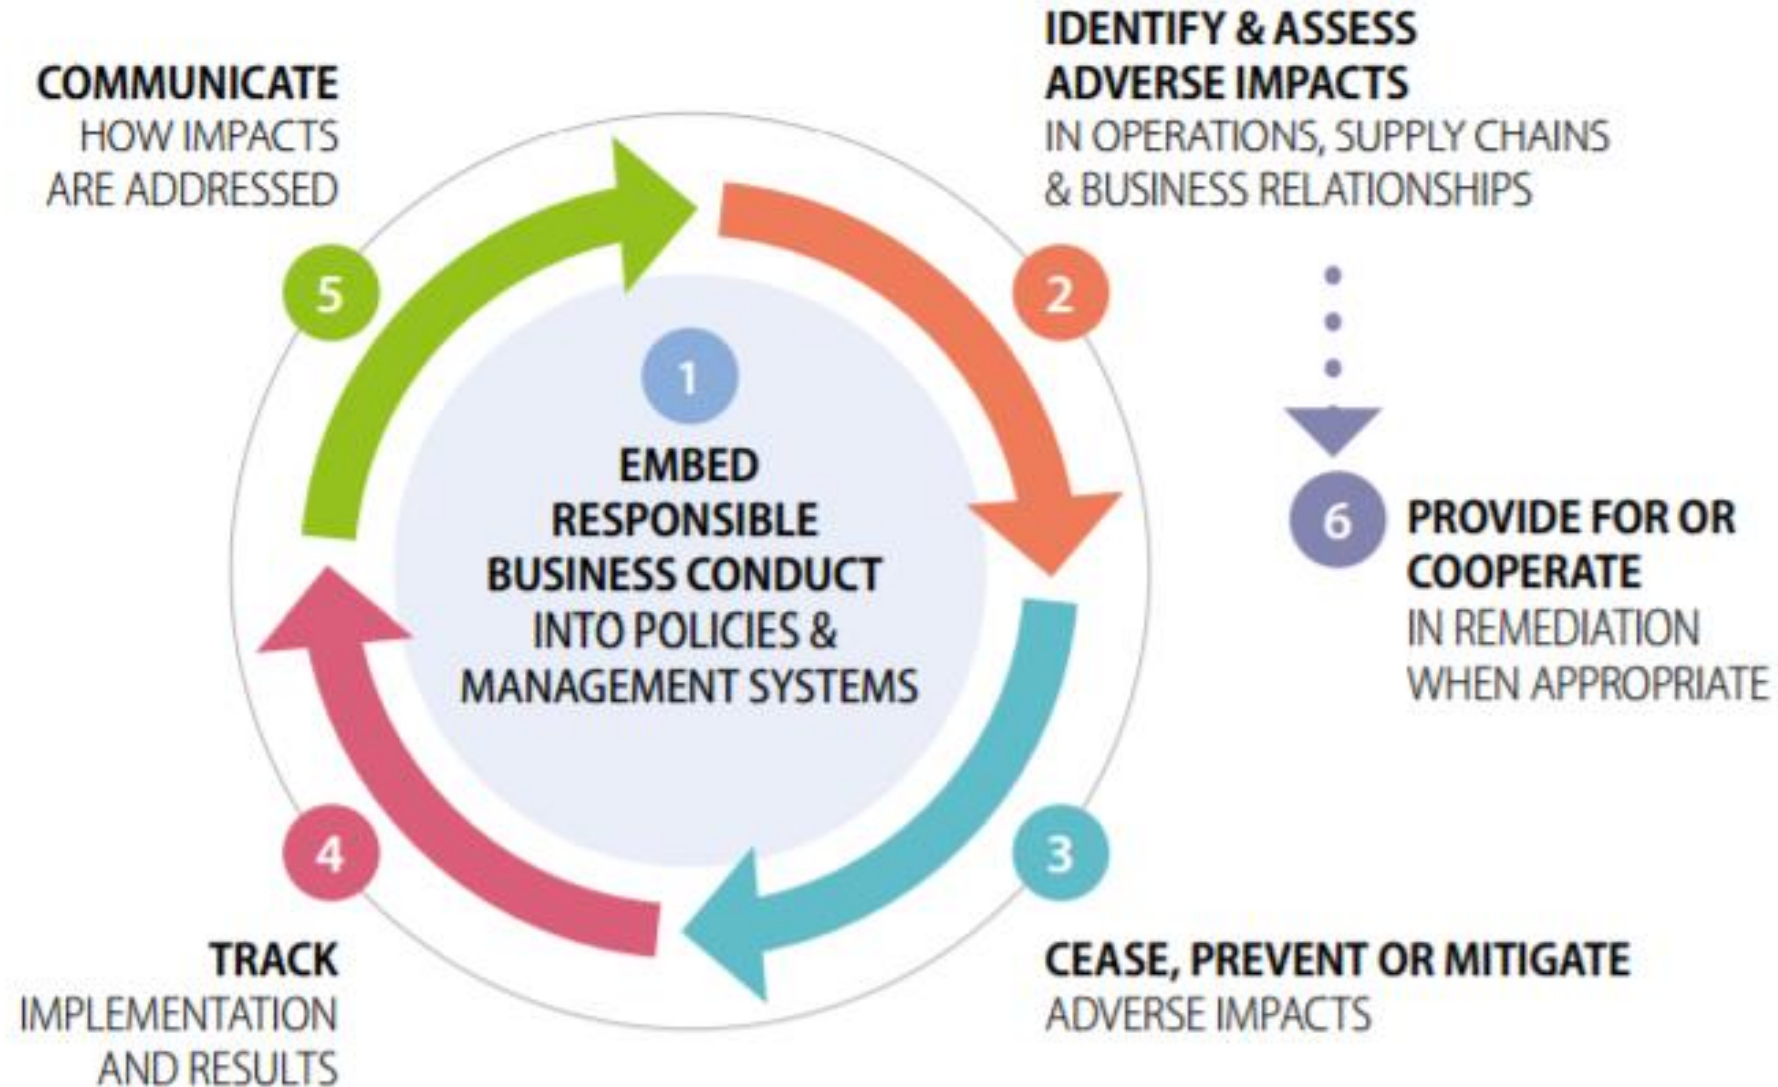 COMMUNICATE
HOW IMPACTS
ARE ADDRESSED
IDENTIFY & ASSESS
ADVERSE IMPACTS
IN OPERATIONS, SUPPLY CHAINS
& BUSINESS RELATIONSHIPS
5
2
1
EMBED
RESPONSIBLE
BUSINESS CONDUCT
INTO POLICIES &
MANAGEMENT SYSTEMS
6
PROVIDE FOR OR
COOPERATE
IN REMEDIATION
WHEN APPROPRIATE
4
3
TRACK
IMPLEMENTATION
AND RESULTS
CEASE, PREVENT OR MITIGATE
ADVERSE IMPACTS